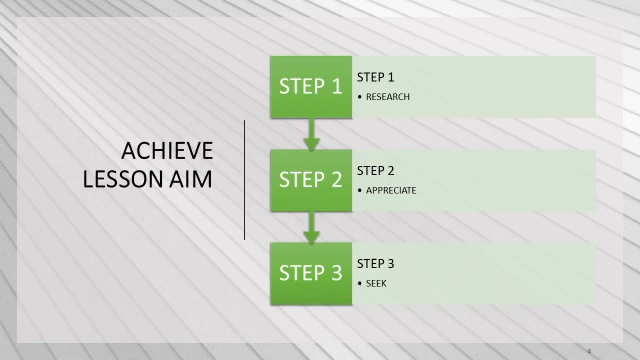 ACHIEVE
LESSON AIM
STEP 1
STEP 1
• RESEARCH
STEP 2
STEP 2
• APPRECIATE
STEP 3
STEP 3
• SEEK
4